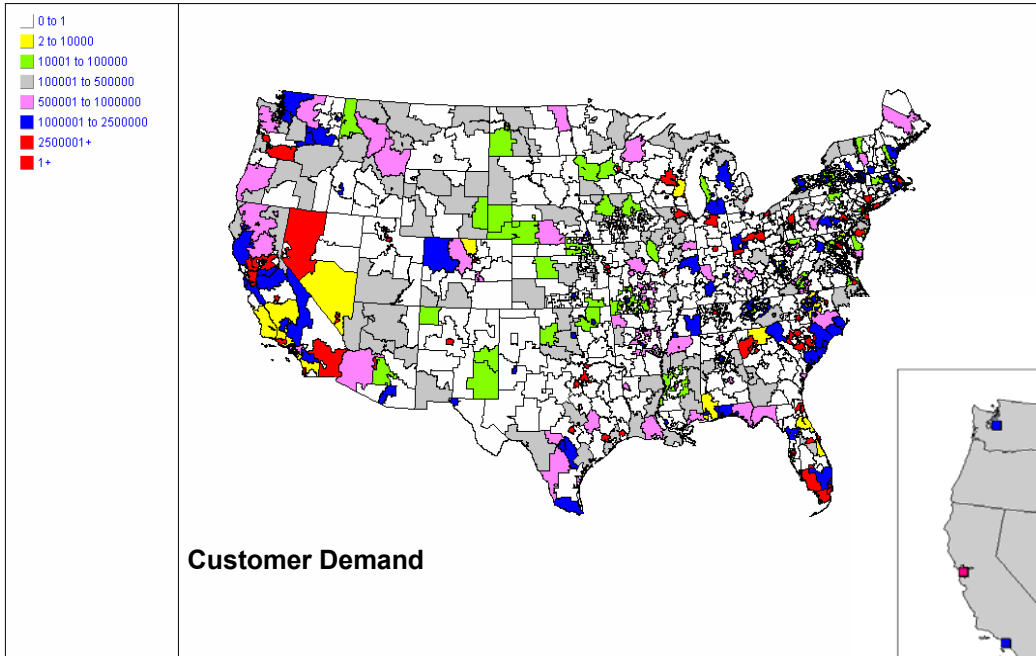 0 to 1
2 to 10000
10001 to 100000
100001 to 500000
500001 to 1000000
1000001 to 2500000
2500001+
1+
Customer Demand